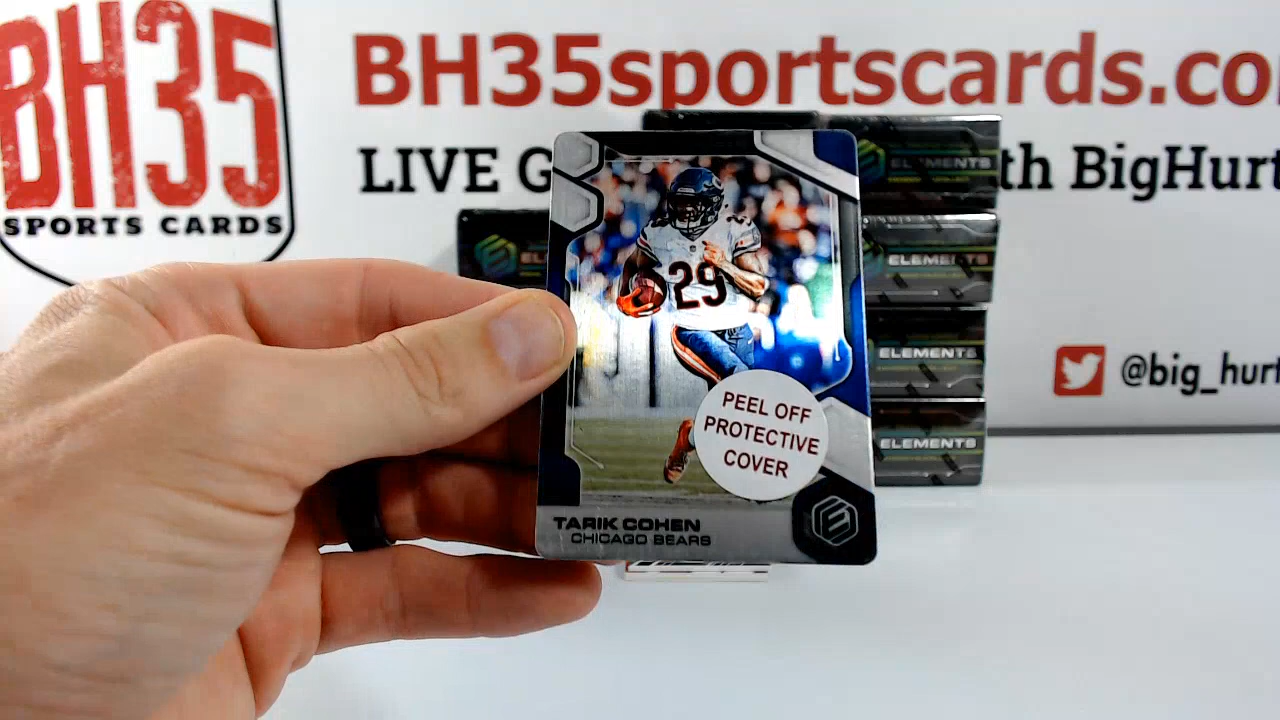 BH35
SPORTS CARDS
BH35sportscards.co
LIVE G th BigHurt
ELEMENTS
ELEMENTS
ELEMENTS
ELEMENTS
@big_hurt
29
PEEL OFF
PROTECTIVE
COVER
TARIK COHEN
CHICAGO BEARS